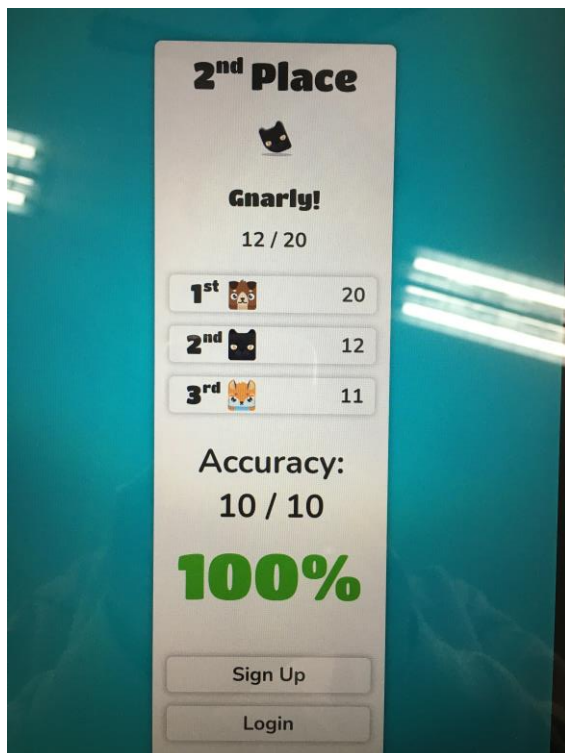 2nd Place
Gnarly!
12 / 20
1st 20
2nd 12
3rd 11
Accuracy:
10 / 10
100%
Sign Up
Login